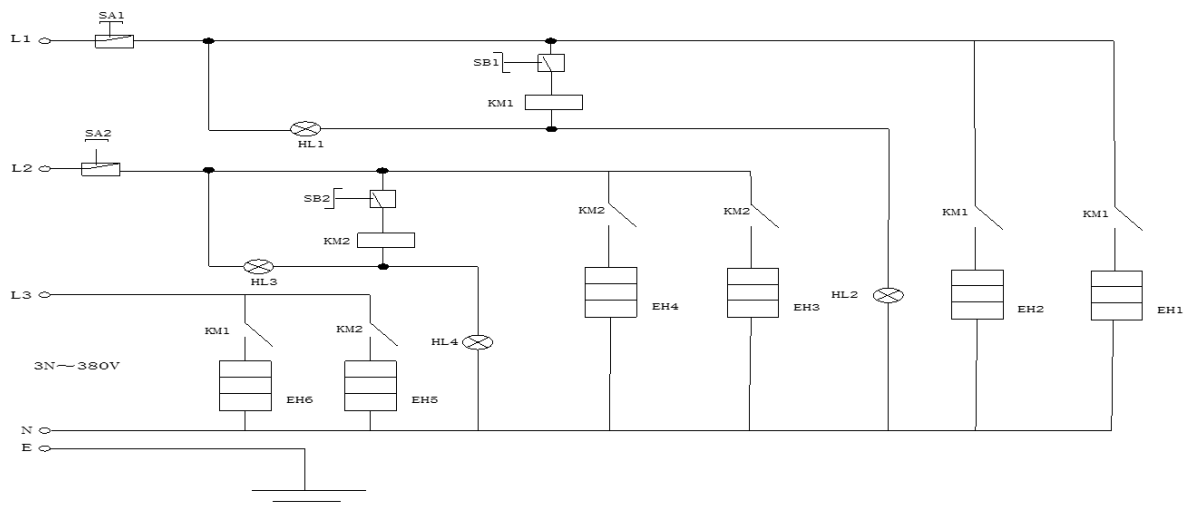 SA1
L1
SB1
KM1
HL1
SA2
L2
SB2
KM2
KM2
KM2
KM1
KM1
HL3
L3
EH4
EH3
HL2
EH2
EH1
KM1
KM2
HL4
3N～380V
EH6
EH5
N
E